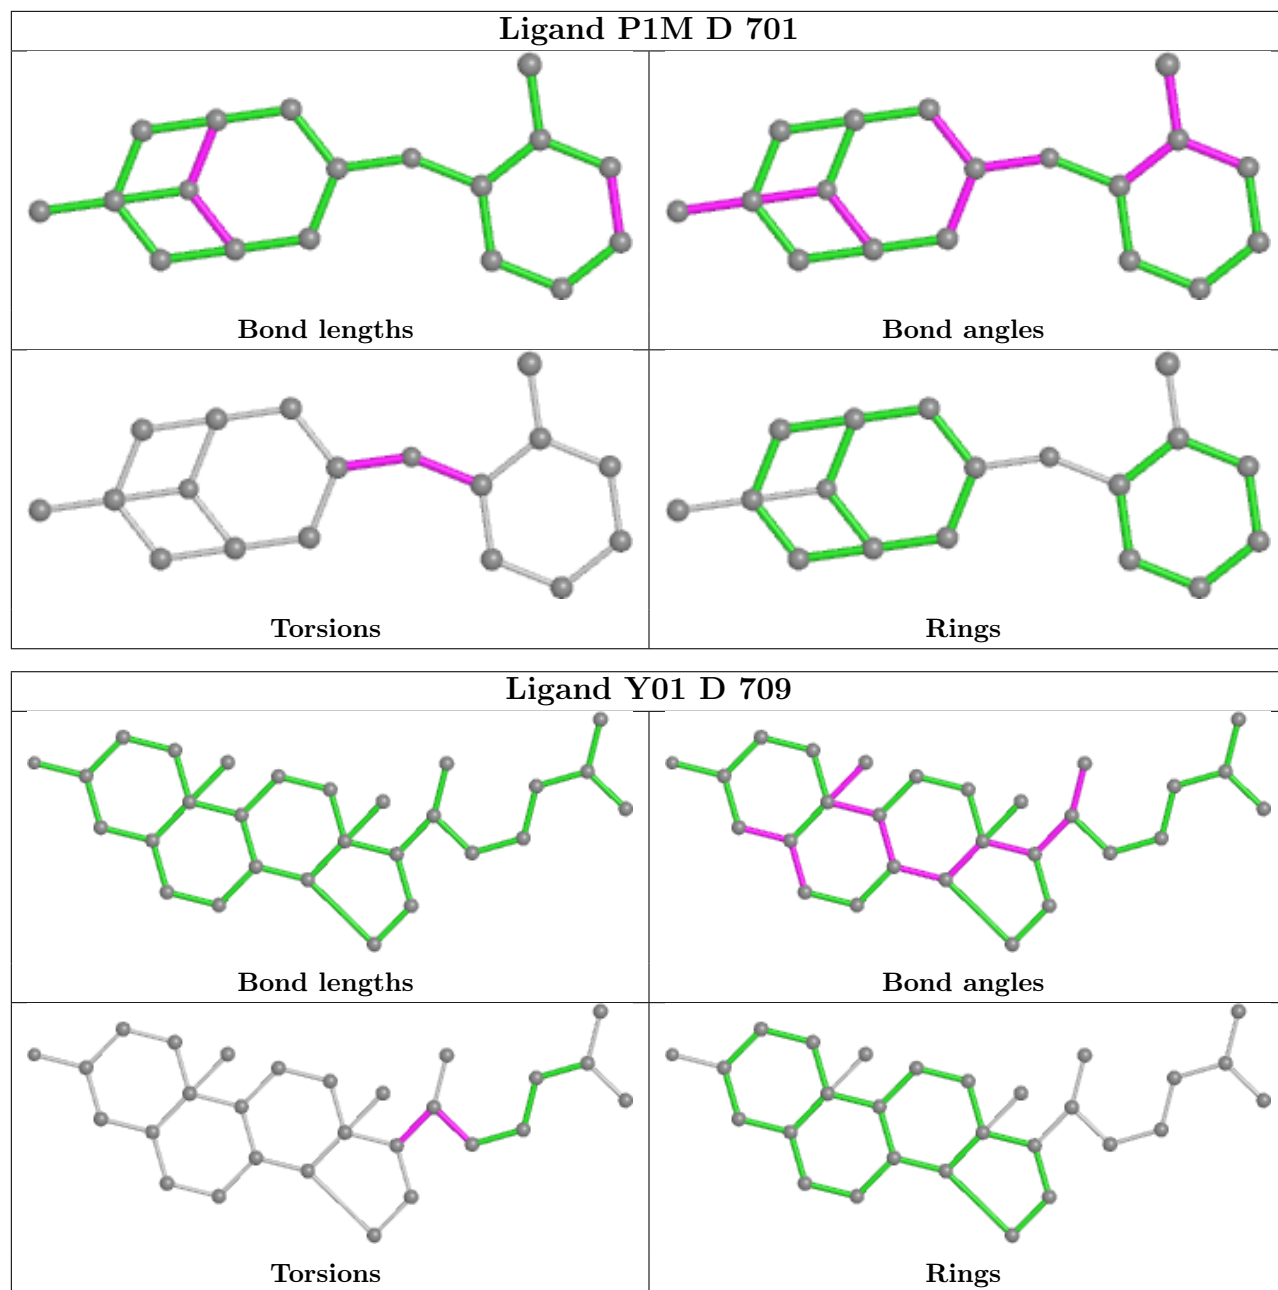 Ligand P1M D 701
Bond lengths
Bond angles
Torsions
Rings
Ligand Y01 D 709
Bond lengths
Bond angles
Torsions
Rings